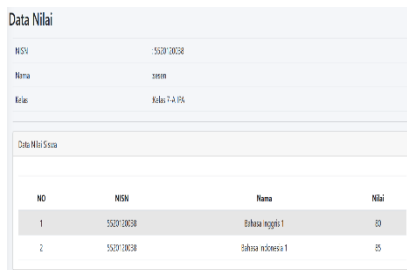 Data Nilai
NISN : 5520120038
Nama zesen
Kelas :Kelas 7-A IPA
Data Nilai Siswa
NO NISN Nama Nilai
1 5520120038 Bahasa Inggris 1 80
2 5520120038 Bahasa Indonesia 1 85